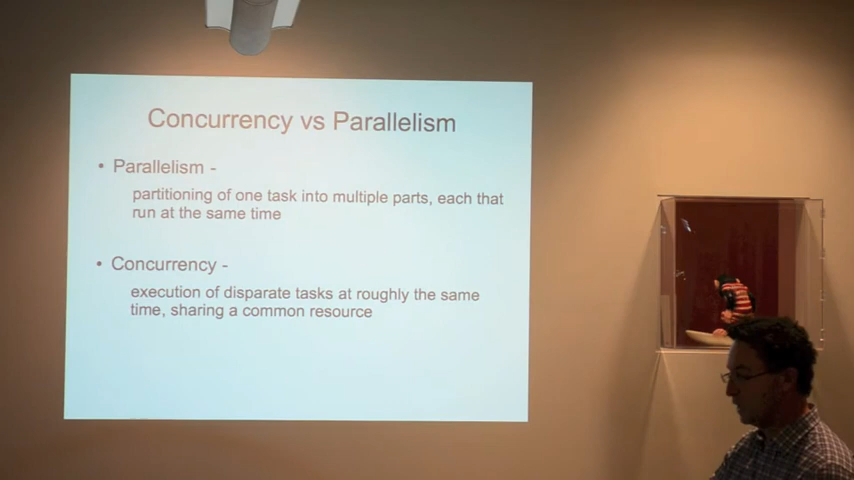 Concurrency vs Parallelism
• Parallelism -
partitioning of one task into multiple parts, each that
run at the same time
• Concurrency -
execution of disparate tasks at roughly the same
time, sharing a common resource